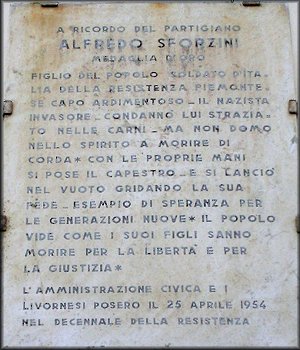 A RICORDO DEL PARTIGIANO
ALFREDO SFORZINI
MEDAGLIA D'ORO
FIGLIO DEL POPOLO SOLDATO D'ITA-
LIA DELLA RESISTENZA PIEMONTE-
SE CAPO ARDIMENTOSO – IL NAZISTA
INVASORE – CONDANNO LUI STRAZIA-
TO NELLE CARNI – MA NON DOMO
NELLO SPIRITO A MORIRE DI
CORDA * CON LE PROPRIE MANI
SI POSE IL CAPESTRO – E SI LANCIÒ
NEL VUOTO GRIDANDO LA SUA
FEDE – ESEMPIO DI SPERANZA PER
LE GENERAZIONI NUOVE * IL POPOLO
VIDE COME I SUOI FIGLI SANNO
MORIRE PER LA LIBERTÀ E PER
LA GIUSTIZIA *
L'AMMINISTRAZIONE CIVICA E I
LIVORNESI POSERO IL 25 APRILE 1954
NEL DECENNALE DELLA RESISTENZA